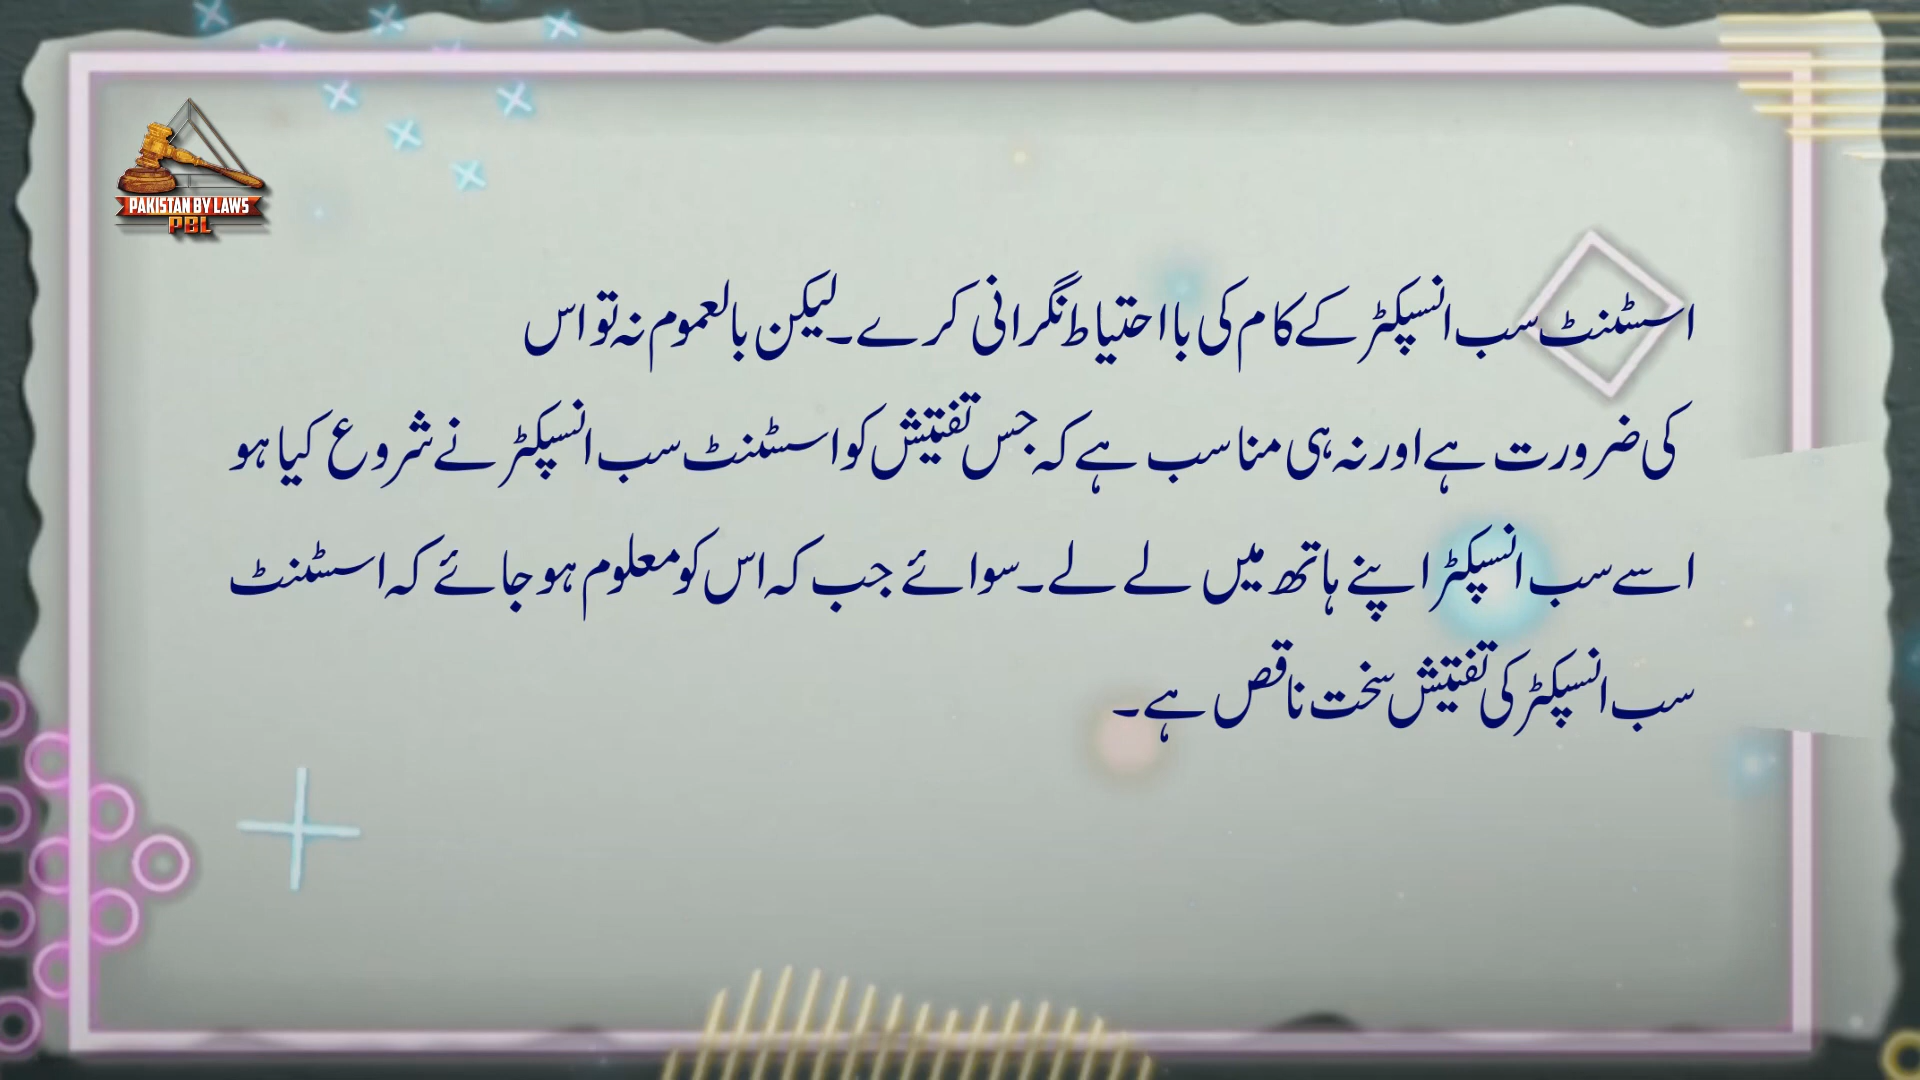 PAKISTAN BY LAWS
PBL
اسسٹنٹ سب انسپکٹر کے کام کی با احتیاط نگرانی کرے۔ لیکن بالعموم نہ تو اس
کی ضرورت ہے اور نہ ہی مناسب ہے کہ جس تفتیش کو اسسٹنٹ سب انسپکٹر نے شروع کیا ہو
اسے سب انسپکٹر اپنے ہاتھ میں لے لے۔ سوائے جب کہ اس کو معلوم ہو جائے کہ اسسٹنٹ
سب انسپکٹر کی تفتیش سخت ناقص ہے۔